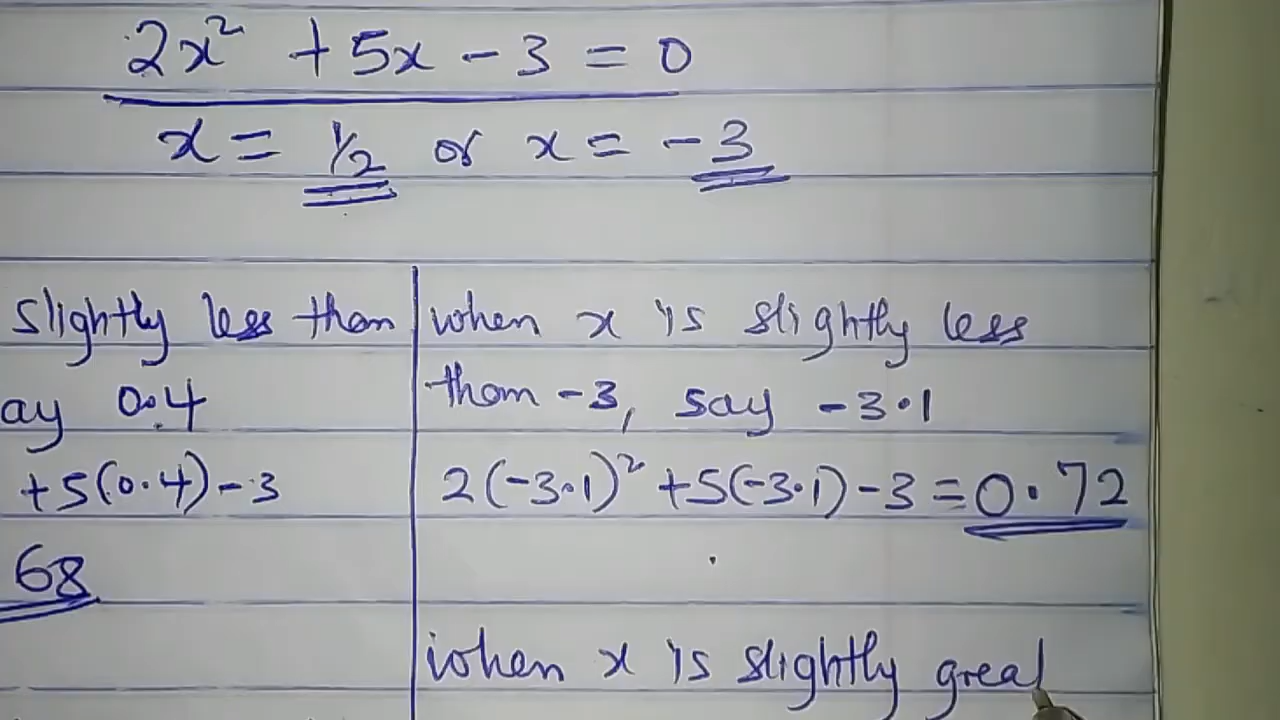 2x² + 5x - 3 = 0
x = 1/2 or x = -3
slightly less than
ay 0.4
+5(0.4)-3
68
when x is slightly less
than -3, say -3.1
2(-3.1)² +5(-3.1)-3 = 0.72
when x is slightly great